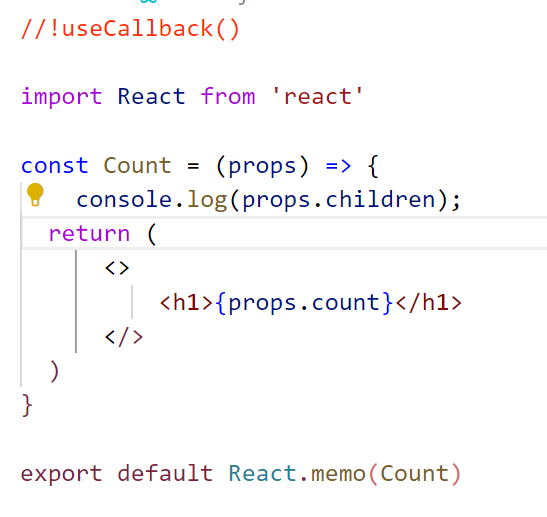 //!useCallback()
import React from 'react'
const Count = (props) => {
console.log(props.children);
return (
<>
<h1>{props.count}</h1>
</>
)
}
export default React.memo(Count)